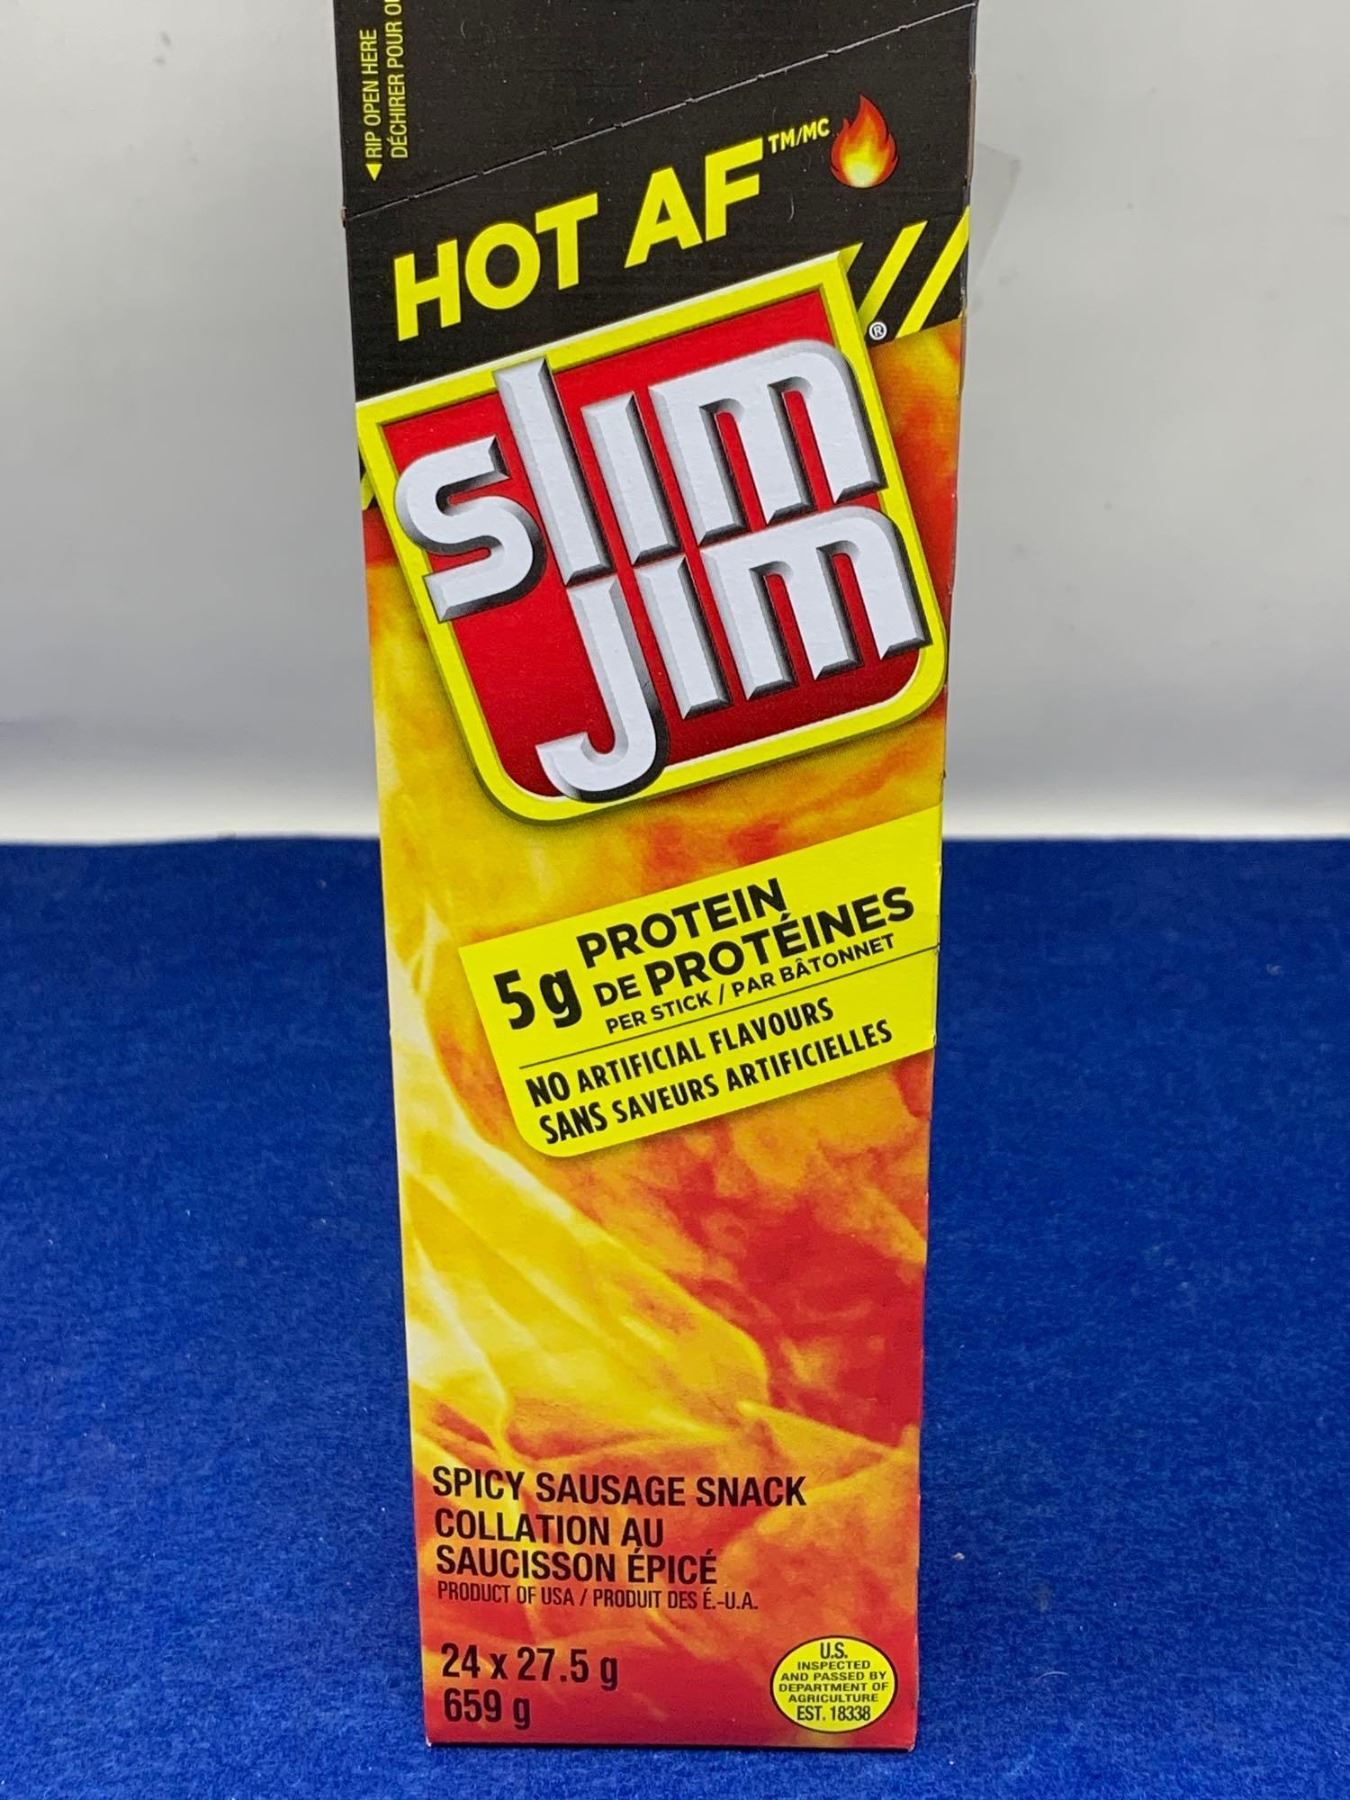 ◀ RIP OPEN HERE
DÉCHIRER POUR
HOT AF TM/MC
slim ®
jim
5g PROTEIN
DE PROTÉINES
PER STICK / PAR BÂTONNET
NO ARTIFICIAL FLAVOURS
SANS SAVEURS ARTIFICIELLES
SPICY SAUSAGE SNACK
COLLATION AU
SAUCISSON ÉPICÉ
PRODUCT OF USA / PRODUIT DES É.-U.A.
24 x 27.5 g
659 g
U.S.
INSPECTED
AND PASSED BY
DEPARTMENT OF
AGRICULTURE
EST. 18338